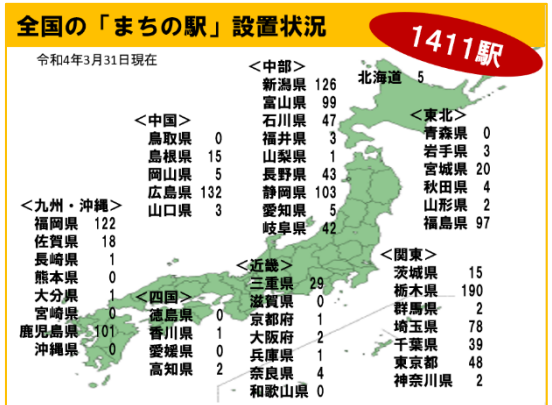 全国の「まちの駅」設置状況
1411駅
令和4年3月31日現在
北海道 5
＜東北＞
青森県 0
岩手県 3
宮城県 20
秋田県 4
山形県 2
福島県 97
＜中部＞
新潟県 126
富山県 99
石川県 47
福井県 3
山梨県 1
長野県 43
静岡県 103
愛知県 5
岐阜県 42
＜中国＞
鳥取県 0
島根県 15
岡山県 5
広島県 132
山口県 3
＜九州・沖縄＞
福岡県 122
佐賀県 18
長崎県 1
熊本県 0
大分県 1
宮崎県 0
鹿児島県 101
沖縄県 0
＜四国＞
徳島県 0
香川県 1
愛媛県 0
高知県 2
＜近畿＞
三重県 29
滋賀県 0
京都府 1
大阪府 2
兵庫県 1
奈良県 4
和歌山県 0
＜関東＞
茨城県 15
栃木県 190
群馬県 2
埼玉県 78
千葉県 39
東京都 48
神奈川県 2